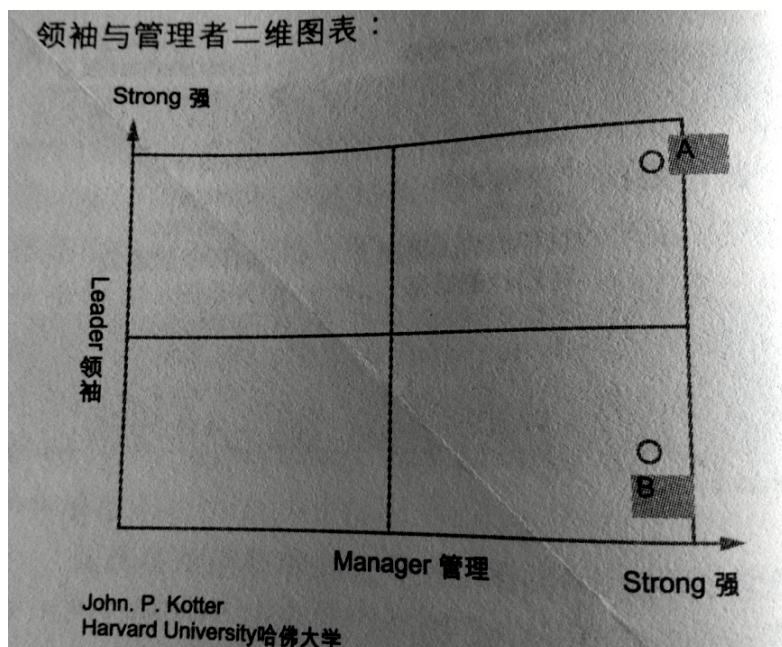 领袖与管理者二维图表：
Strong 强
A
Leader 领袖
B
Manager 管理
Strong 强
John. P. Kotter
Harvard University哈佛大学